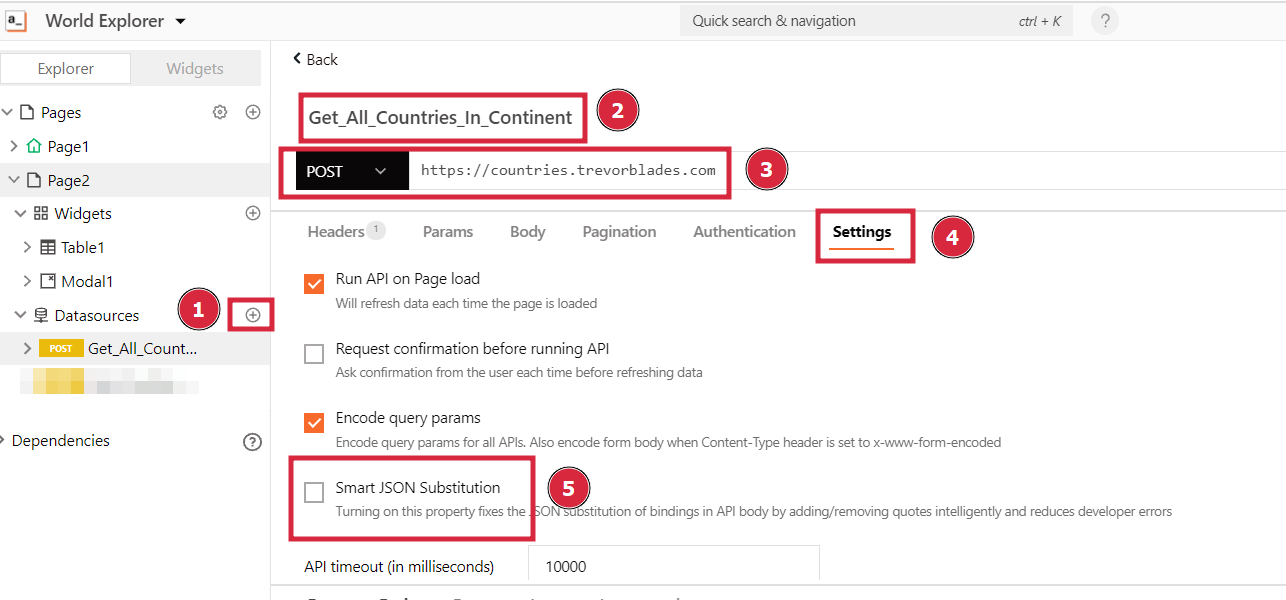 a_ World Explorer
Quick search & navigation ctrl + K ?
Explorer Widgets
Pages
Page1
Page2
Widgets
Table1
Modal1
Datasources
1
POST Get_All_Count...
Dependencies ?
Back
Get_All_Countries_In_Continent 2
POST https://countries.trevorblades.com 3
Headers 1 Params Body Pagination Authentication Settings 4
Run API on Page load
Will refresh data each time the page is loaded
Request confirmation before running API
Ask confirmation from the user each time before refreshing data
Encode query params
Encode query params for all APIs. Also encode form body when Content-Type header is set to x-www-form-encoded
Smart JSON Substitution 5
Turning on this property fixes the JSON substitution of bindings in API body by adding/removing quotes intelligently and reduces developer errors
API timeout (in milliseconds) 10000